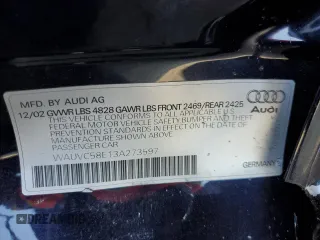 MFD. BY AUDI AG
12/02 GVWR LBS 4828 GAWR LBS FRONT 2469/REAR 2425
THIS VEHICLE CONFORMS TO ALL APPLICABLE U.S.
FEDERAL MOTOR VEHICLE SAFETY BUMPER AND THEFT
PREVENTION STANDARDS IN EFFECT ON THE DATE OF
MANUFACTURE SHOWN ABOVE
PASSENGER CAR
WAUVC58E13A273597
Audi
GERMANY